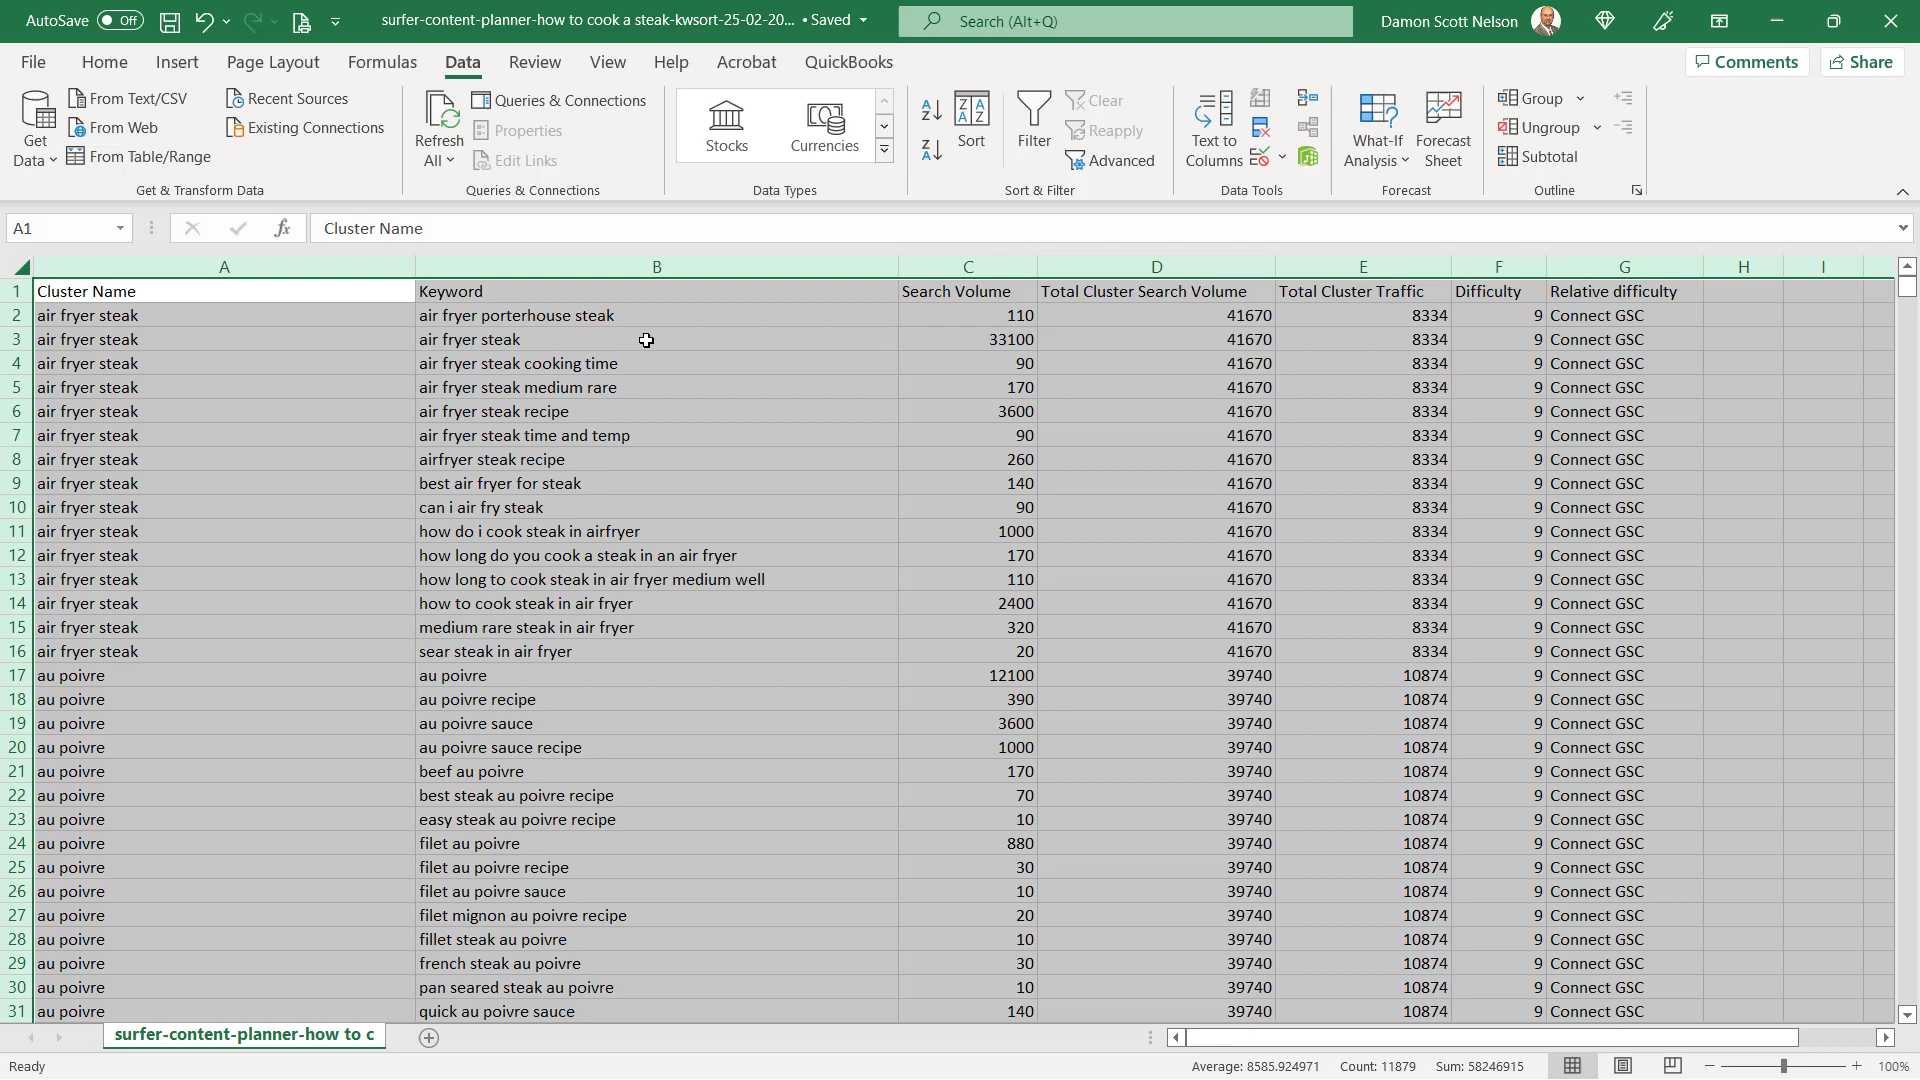 AutoSave Off surfer-content-planner-how to cook a steak-kwsort-25-02-20... • Saved Search (Alt+Q) Damon Scott Nelson
File Home Insert Page Layout Formulas Data Review View Help Acrobat QuickBooks Comments Share
Get Data From Text/CSV From Web From Table/Range Recent Sources Existing Connections
Refresh All Queries & Connections Properties Edit Links
Stocks Currencies
Sort Filter Clear Reapply Advanced
Text to Columns
What-If Analysis Forecast Sheet
Group Ungroup Subtotal
Get & Transform Data Queries & Connections Data Types Sort & Filter Data Tools Forecast Outline
A1 fx Cluster Name
A B C D E F G H I
1 Cluster Name Keyword Search Volume Total Cluster Search Volume Total Cluster Traffic Difficulty Relative difficulty
2 air fryer steak air fryer porterhouse steak 110 41670 8334 9 Connect GSC
3 air fryer steak air fryer steak 33100 41670 8334 9 Connect GSC
4 air fryer steak air fryer steak cooking time 90 41670 8334 9 Connect GSC
5 air fryer steak air fryer steak medium rare 170 41670 8334 9 Connect GSC
6 air fryer steak air fryer steak recipe 3600 41670 8334 9 Connect GSC
7 air fryer steak air fryer steak time and temp 90 41670 8334 9 Connect GSC
8 air fryer steak airfryer steak recipe 260 41670 8334 9 Connect GSC
9 air fryer steak best air fryer for steak 140 41670 8334 9 Connect GSC
10 air fryer steak can i air fry steak 90 41670 8334 9 Connect GSC
11 air fryer steak how do i cook steak in airfryer 1000 41670 8334 9 Connect GSC
12 air fryer steak how long do you cook a steak in an air fryer 170 41670 8334 9 Connect GSC
13 air fryer steak how long to cook steak in air fryer medium well 110 41670 8334 9 Connect GSC
14 air fryer steak how to cook steak in air fryer 2400 41670 8334 9 Connect GSC
15 air fryer steak medium rare steak in air fryer 320 41670 8334 9 Connect GSC
16 air fryer steak sear steak in air fryer 20 41670 8334 9 Connect GSC
17 au poivre au poivre 12100 39740 10874 9 Connect GSC
18 au poivre au poivre recipe 390 39740 10874 9 Connect GSC
19 au poivre au poivre sauce 3600 39740 10874 9 Connect GSC
20 au poivre au poivre sauce recipe 1000 39740 10874 9 Connect GSC
21 au poivre beef au poivre 170 39740 10874 9 Connect GSC
22 au poivre best steak au poivre recipe 70 39740 10874 9 Connect GSC
23 au poivre easy steak au poivre recipe 10 39740 10874 9 Connect GSC
24 au poivre filet au poivre 880 39740 10874 9 Connect GSC
25 au poivre filet au poivre recipe 30 39740 10874 9 Connect GSC
26 au poivre filet au poivre sauce 10 39740 10874 9 Connect GSC
27 au poivre filet mignon au poivre recipe 20 39740 10874 9 Connect GSC
28 au poivre fillet steak au poivre 10 39740 10874 9 Connect GSC
29 au poivre french steak au poivre 30 39740 10874 9 Connect GSC
30 au poivre pan seared steak au poivre 10 39740 10874 9 Connect GSC
31 au poivre quick au poivre sauce 140 39740 10874 9 Connect GSC
surfer-content-planner-how to c
Ready Average: 8585.924971 Count: 11879 Sum: 58246915 100%